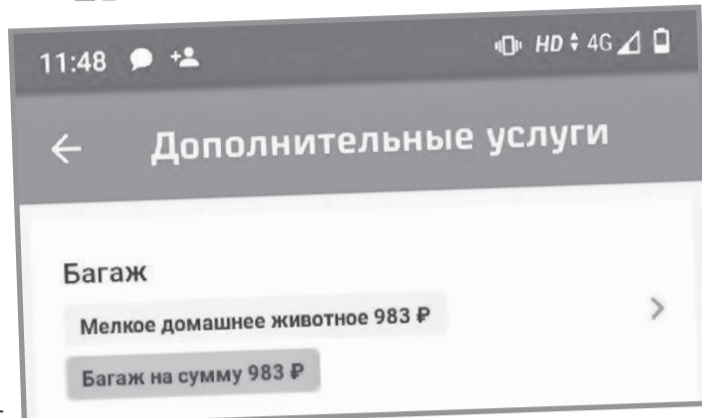 11:48 HD 4G
Дополнительные услуги
Багаж
Мелкое домашнее животное 983 ₽
Багаж на сумму 983 ₽